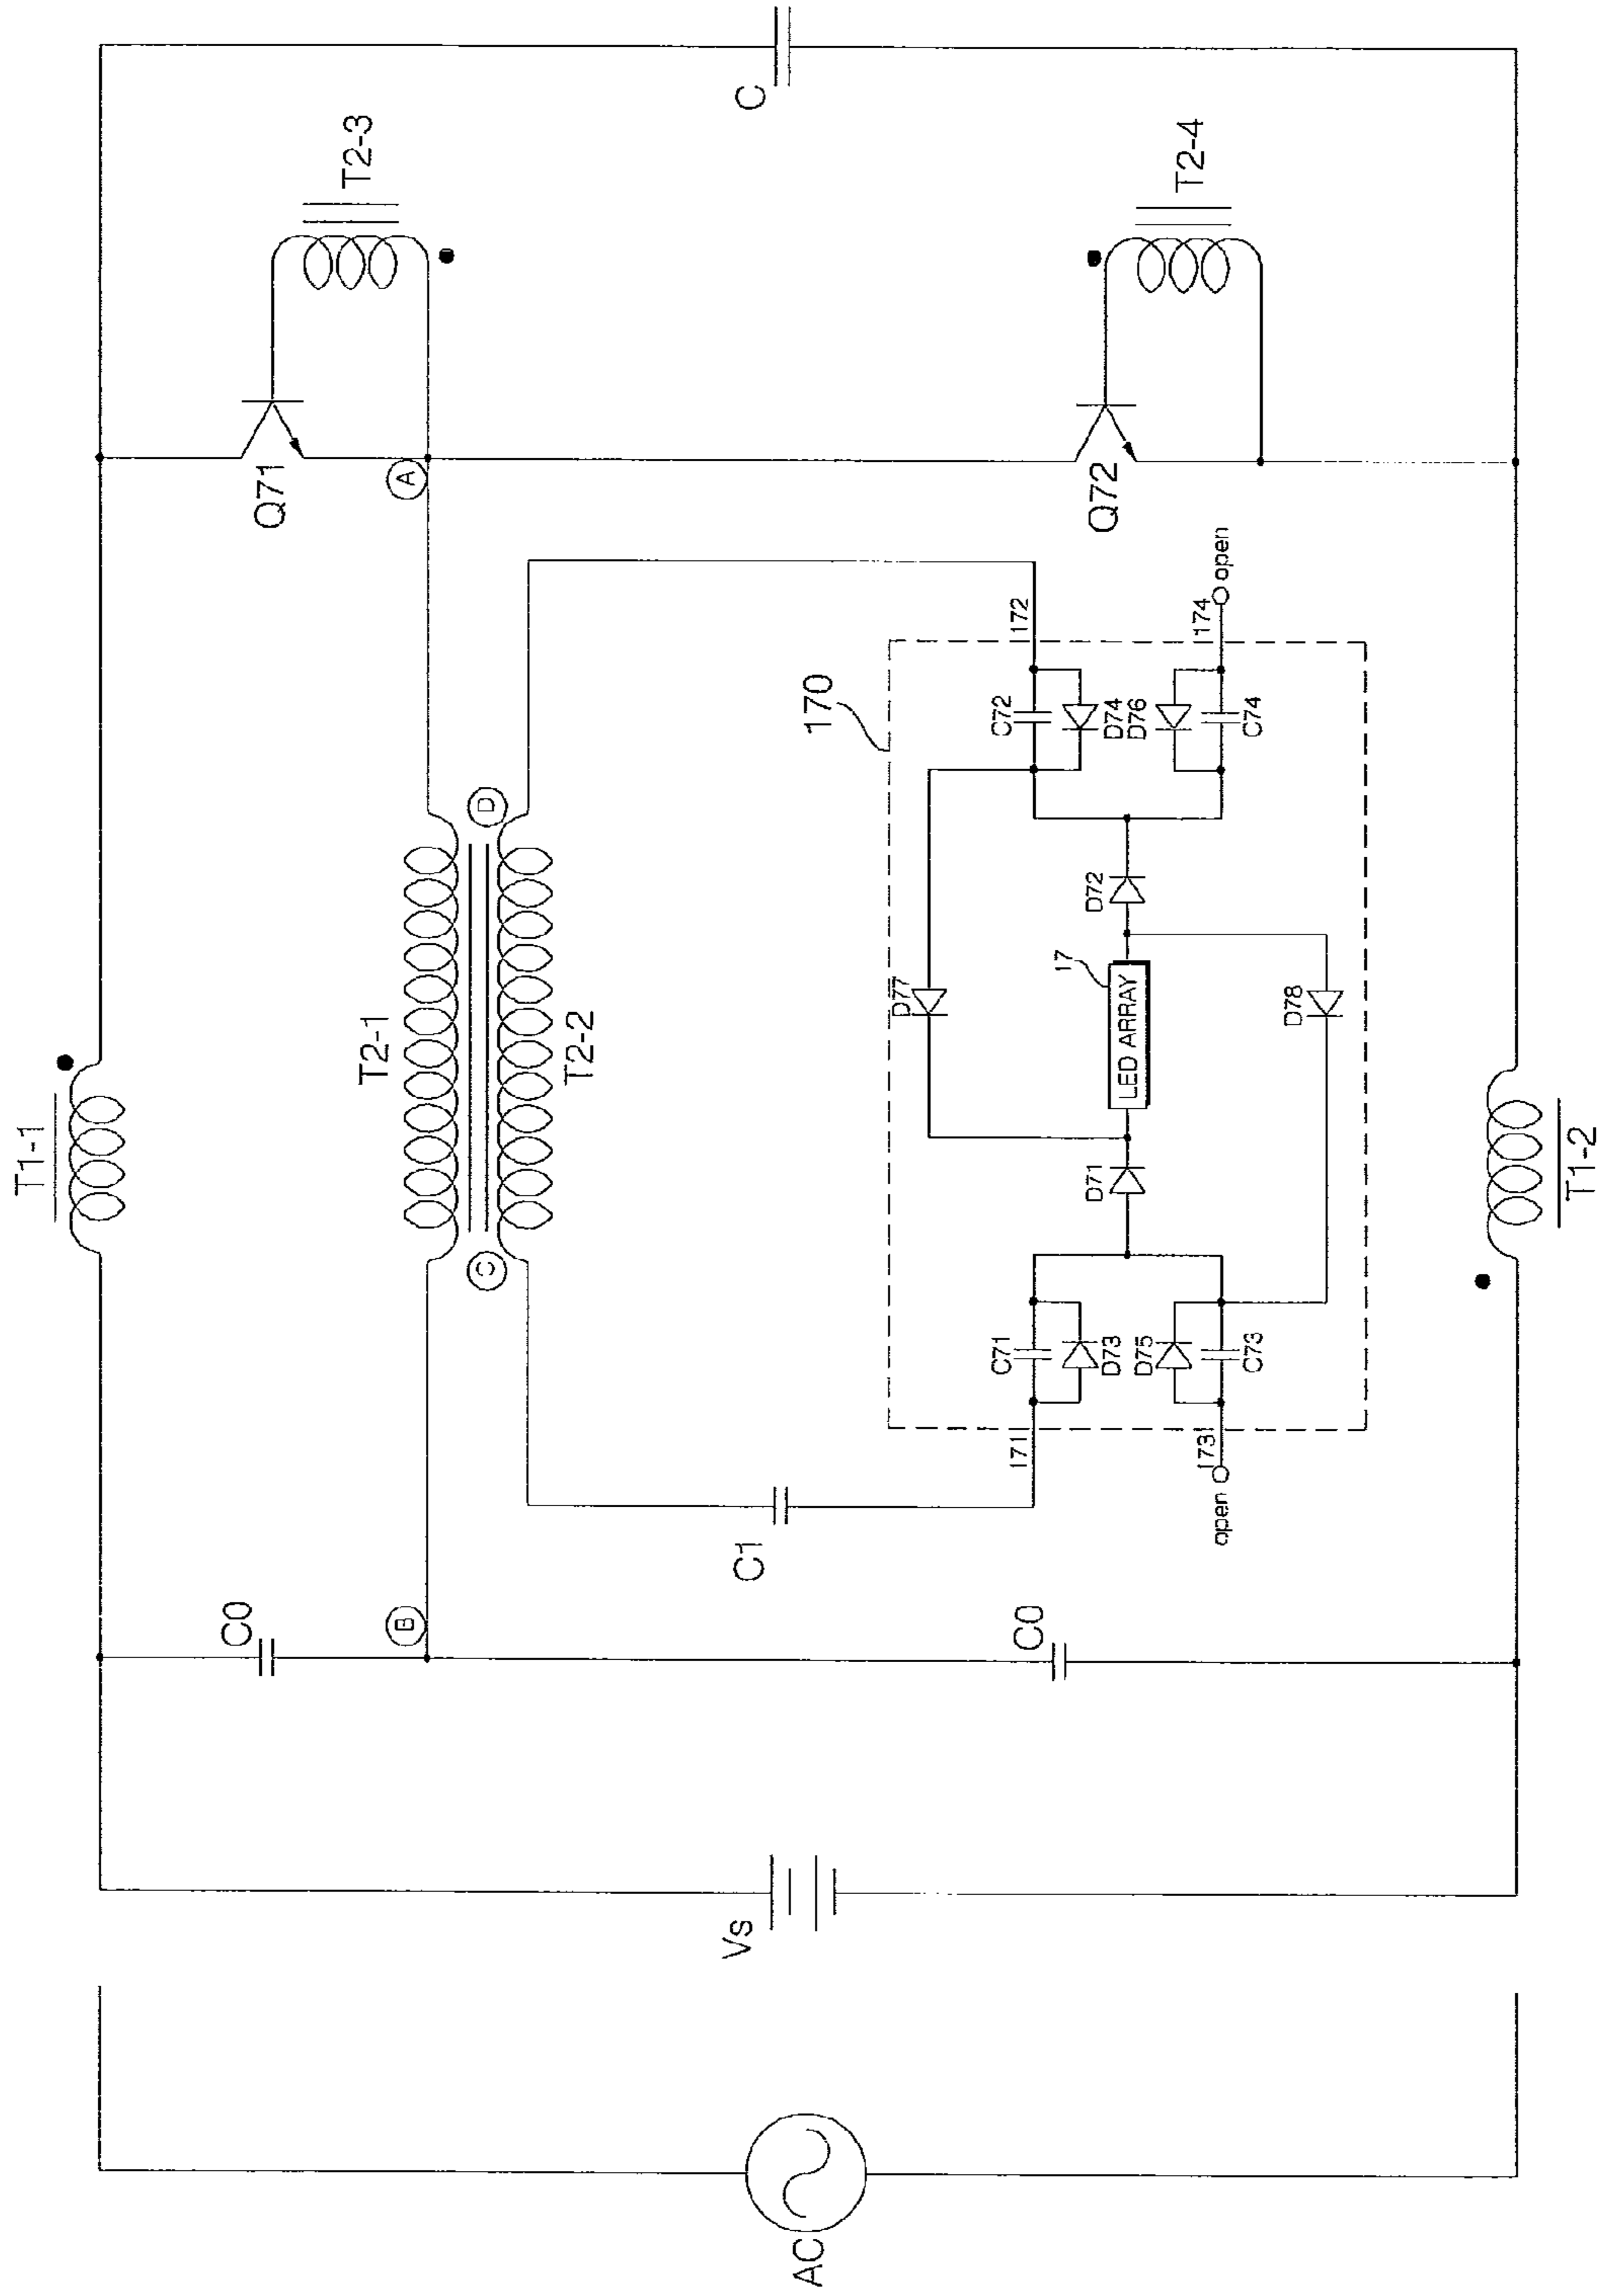 C
T2-3
T2-4
Q71
A
Q72
open
172
174
170
C72
D74
D76
C74
D
D72
T2-1
T2-2
D77
17
LED ARRAY
D78
T1-1
C
D71
T1-2
C71
D73
D75
C73
171
173
open
C1
C0
B
C0
Vs
AC